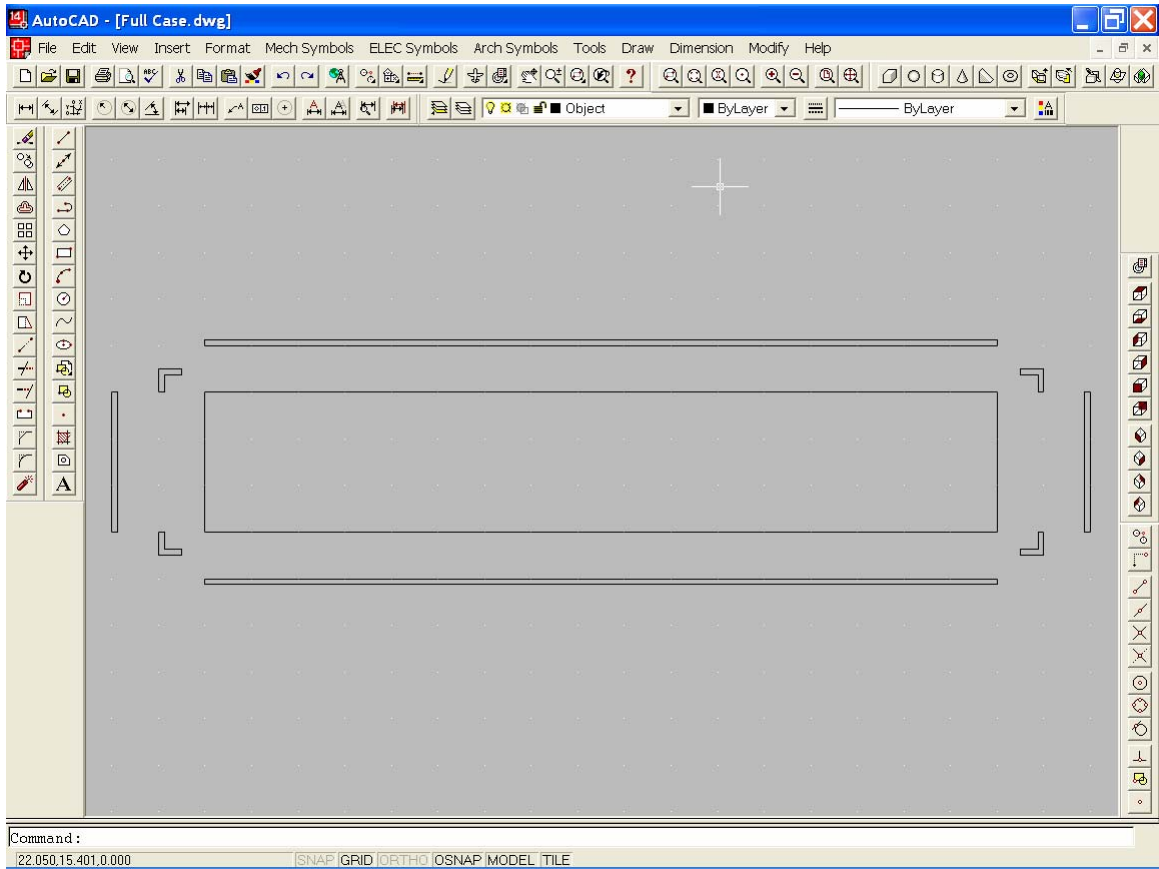 14 AutoCAD - [Full Case.dwg]
File Edit View Insert Format Mech Symbols ELEC Symbols Arch Symbols Tools Draw Dimension Modify Help
Object ByLayer ByLayer
A
Command:
22.050,15.401,0.000 SNAP GRID ORTHO OSNAP MODEL TILE